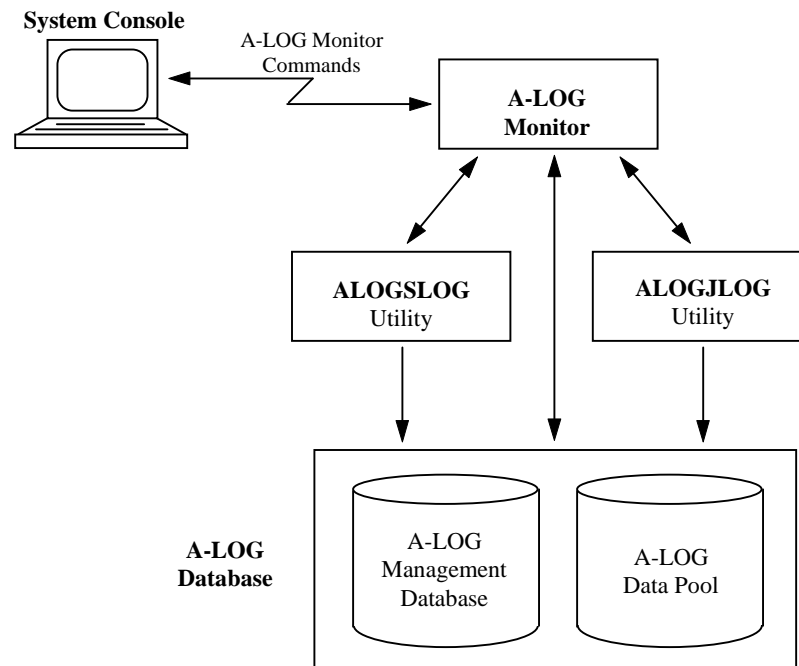 System Console
A-LOG Monitor
Commands
A-LOG
Monitor
ALOGSLOG
Utility
ALOGJLOG
Utility
A-LOG
Database
A-LOG
Management
Database
A-LOG
Data Pool